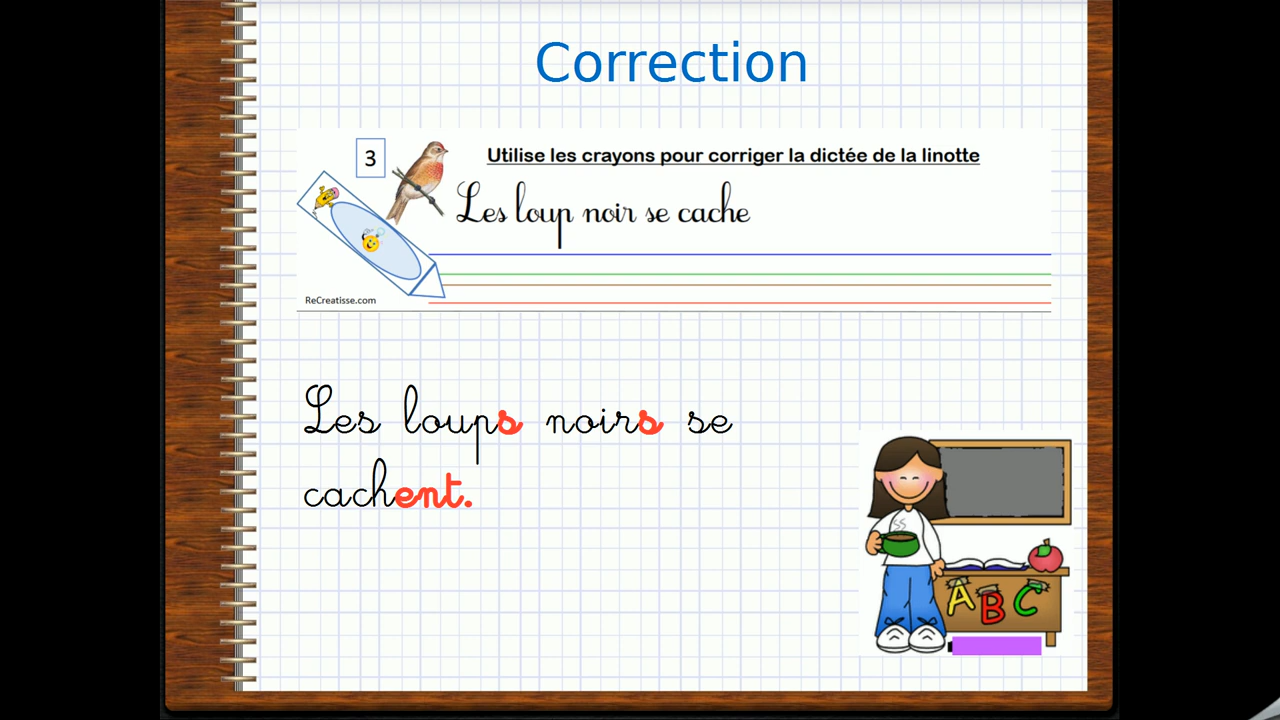 Correction
3
Utilise les crayons pour corriger la dictée de la linotte
Les loup noir se cache
ReCreatisse.com
Les loups noirs se
cachent.
A B C